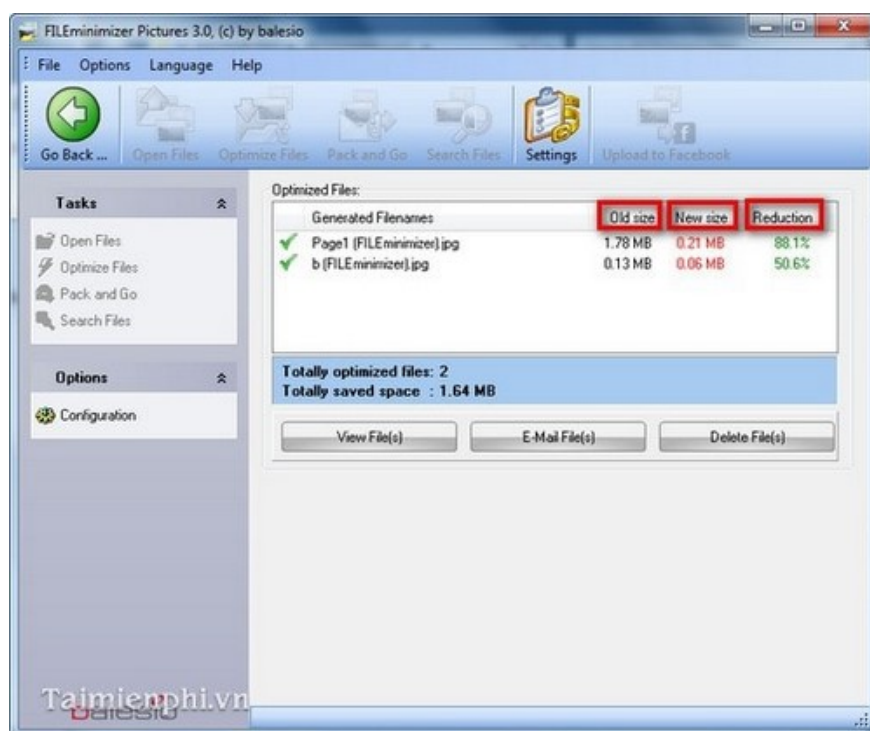 FILEminimizer Pictures 3.0, (c) by balesio
File Options Language Help
Go Back ... Open Files Optimize Files Pack and Go Search Files Settings Upload to Facebook
Tasks
Open Files
Optimize Files
Pack and Go
Search Files
Options
Configuration
Optimized Files:
Generated Filenames Old size New size Reduction
Page1 (FILEminimizer).jpg 1.78 MB 0.21 MB 88.1%
b (FILEminimizer).jpg 0.13 MB 0.06 MB 50.6%
Totally optimized files: 2
Totally saved space : 1.64 MB
View File(s) E-Mail File(s) Delete File(s)
Taimienphi.vn
balesio